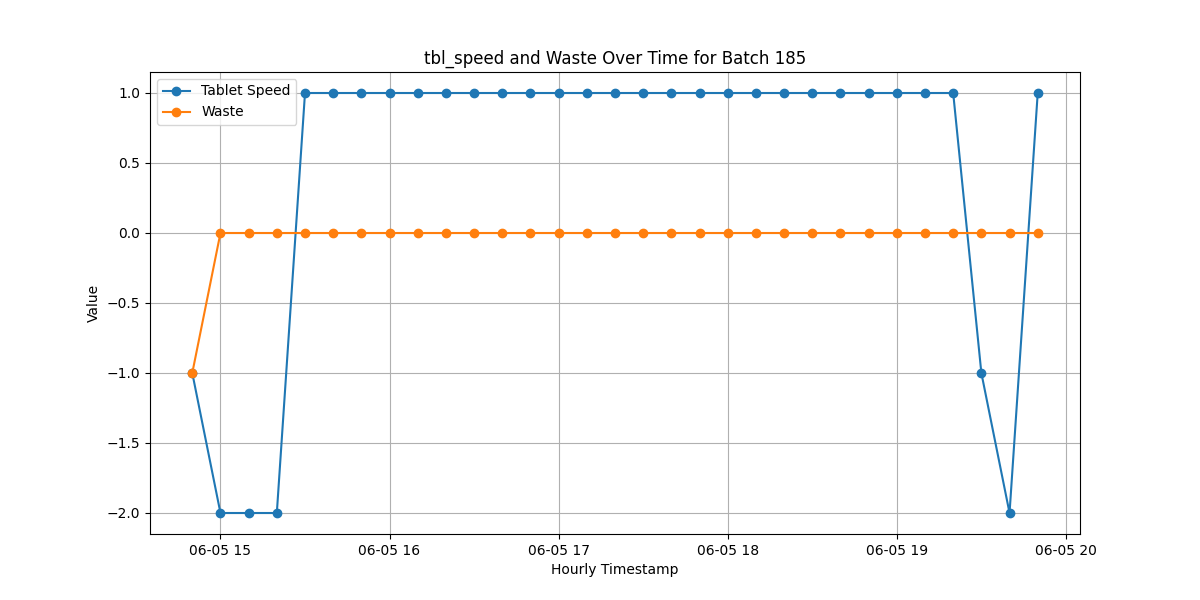 tbl_speed and Waste Over Time for Batch 185
Tablet Speed
Waste
1.0
0.5
0.0
−0.5
−1.0
−1.5
−2.0
Value
06-05 15
06-05 16
06-05 17
06-05 18
06-05 19
06-05 20
Hourly Timestamp